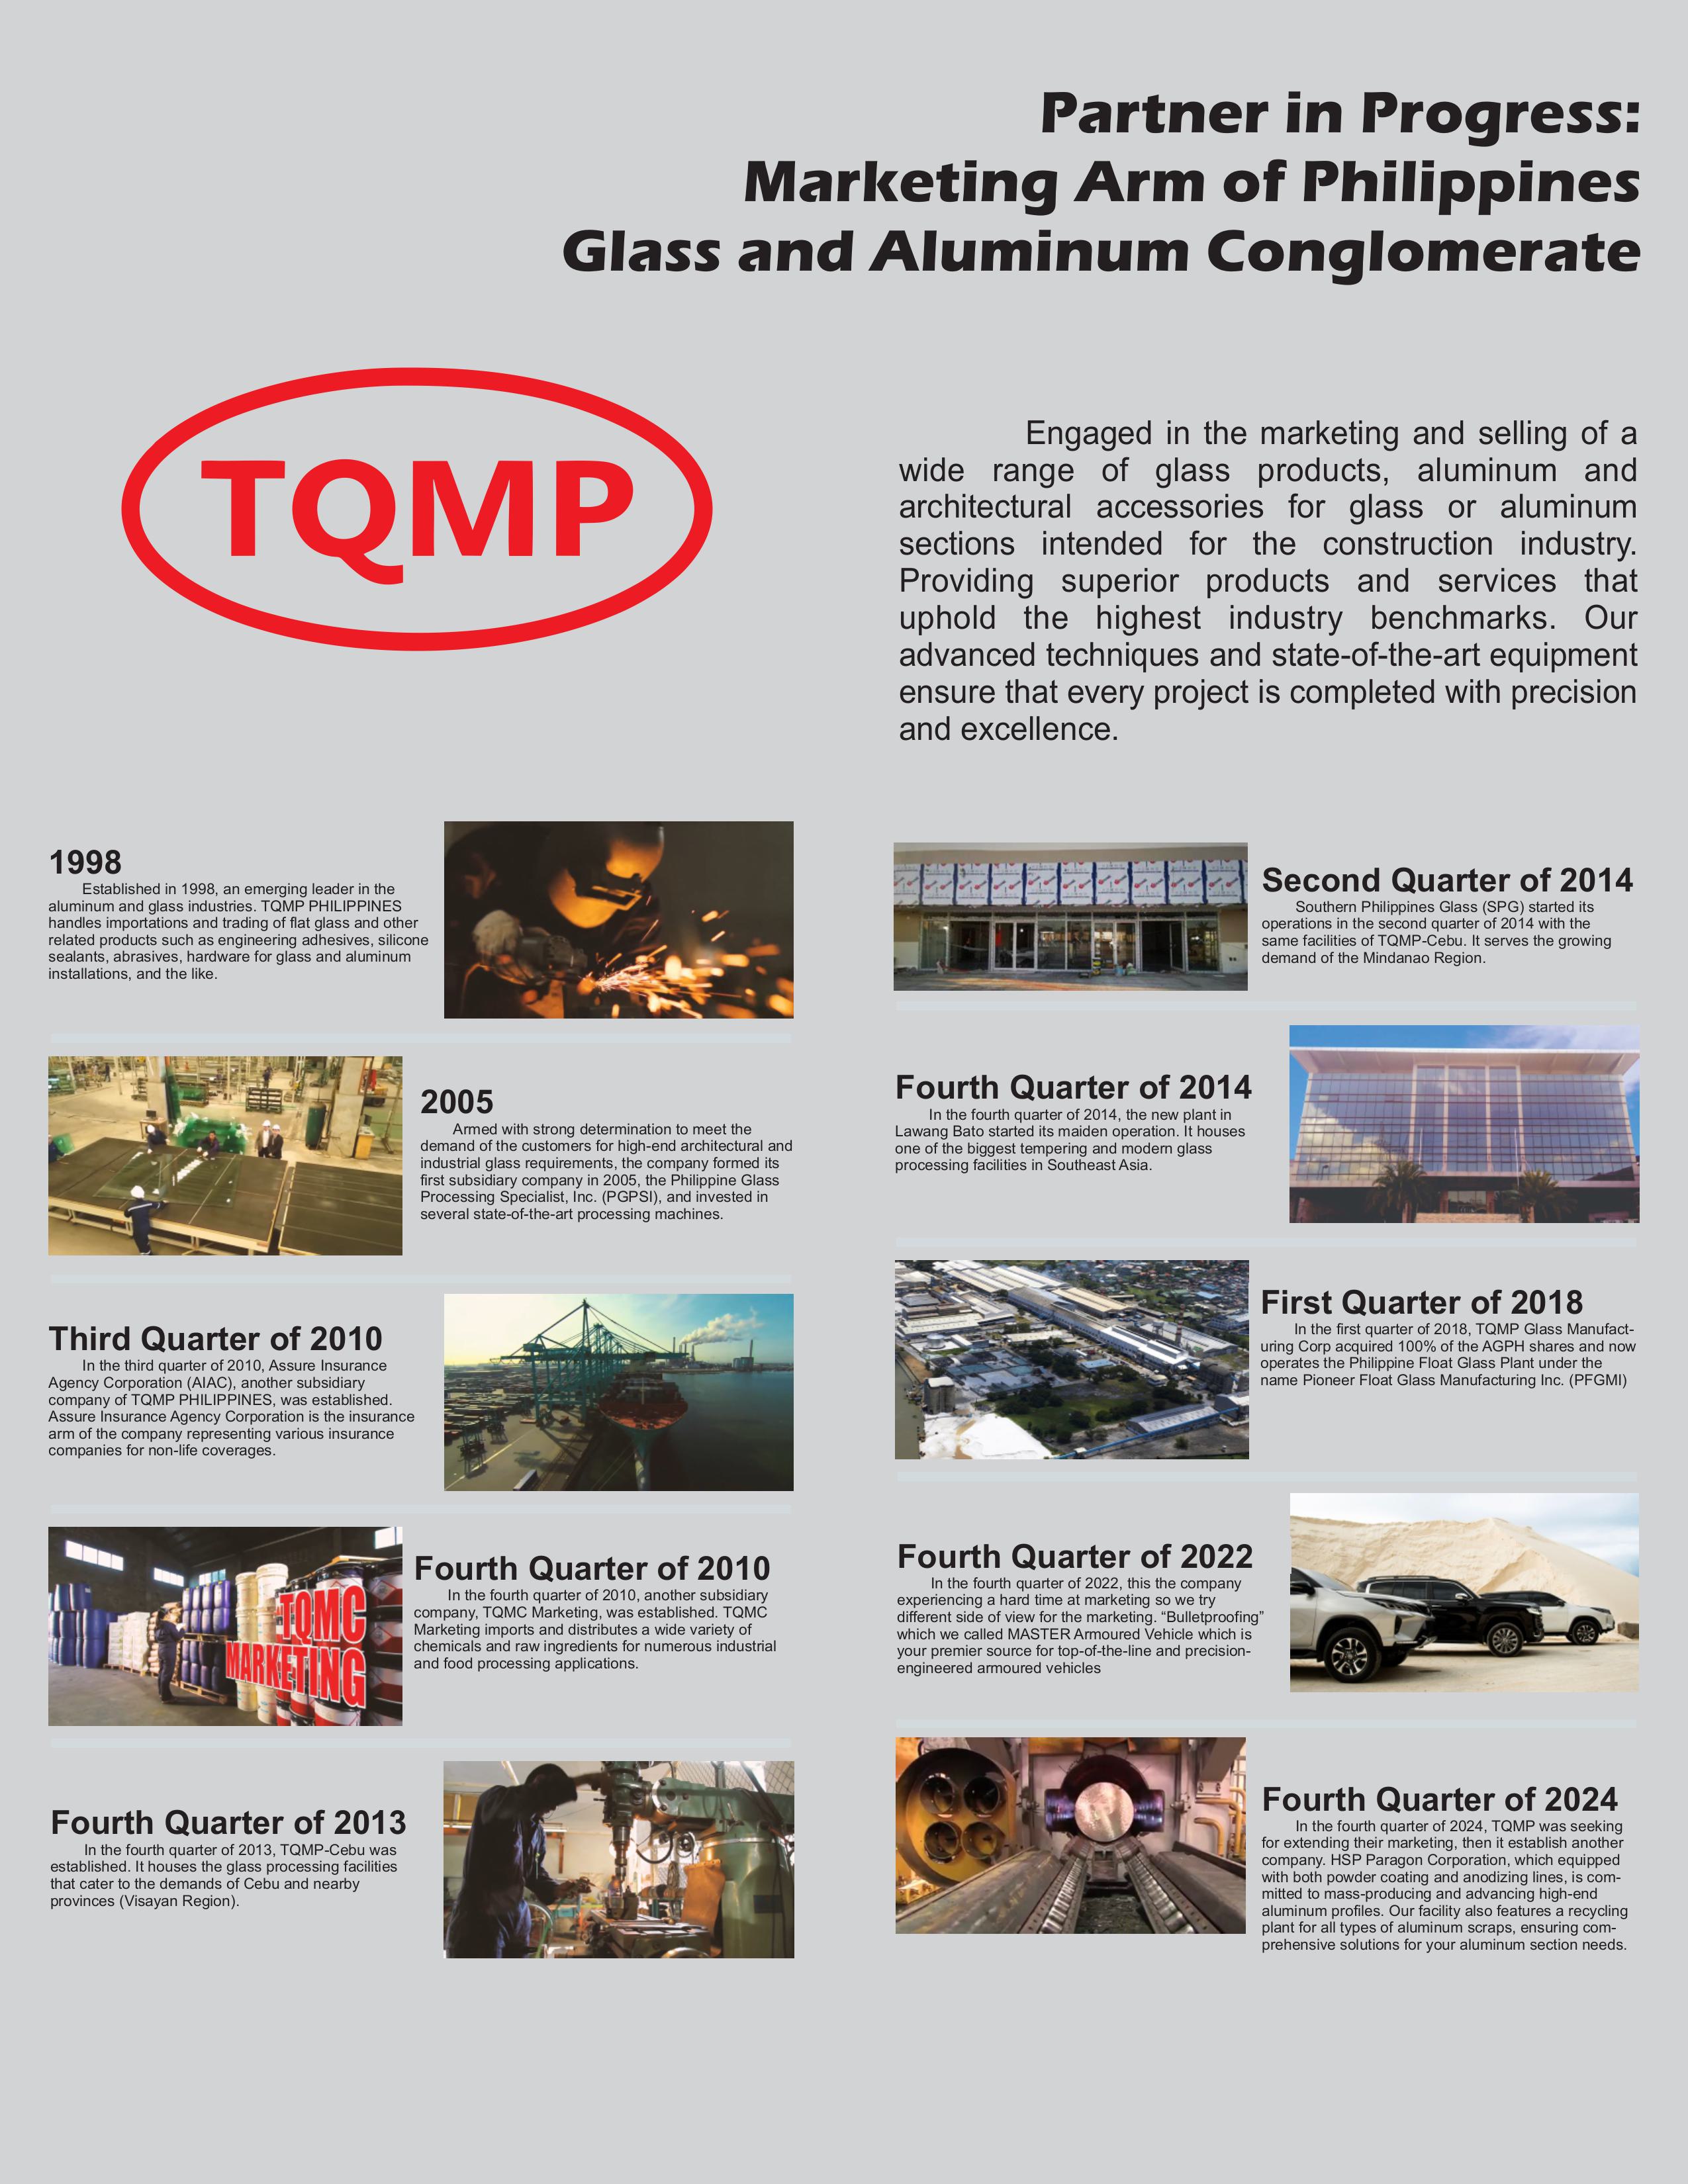 Partner in Progress:
Marketing Arm of Philippines
Glass and Aluminum Conglomerate
TQMP
Engaged in the marketing and selling of a
wide range of glass products, aluminum and
architectural accessories for glass or aluminum
sections intended for the construction industry.
Providing superior products and services that
uphold the highest industry benchmarks. Our
advanced techniques and state-of-the-art equipment
ensure that every project is completed with precision
and excellence.
1998
Established in 1998, an emerging leader in the
aluminum and glass industries. TQMP PHILIPPINES
handles importations and trading of flat glass and other
related products such as engineering adhesives, silicone
sealants, abrasives, hardware for glass and aluminum
installations, and the like.
2005
Armed with strong determination to meet the
demand of the customers for high-end architectural and
industrial glass requirements, the company formed its
first subsidiary company in 2005, the Philippine Glass
Processing Specialist, Inc. (PGPSI), and invested in
several state-of-the-art processing machines.
Third Quarter of 2010
In the third quarter of 2010, Assure Insurance
Agency Corporation (AIAC), another subsidiary
company of TQMP PHILIPPINES, was established.
Assure Insurance Agency Corporation is the insurance
arm of the company representing various insurance
companies for non-life coverages.
TQMC
MARKETING
Fourth Quarter of 2010
In the fourth quarter of 2010, another subsidiary
company, TQMC Marketing, was established. TQMC
Marketing imports and distributes a wide variety of
chemicals and raw ingredients for numerous industrial
and food processing applications.
Fourth Quarter of 2013
In the fourth quarter of 2013, TQMP-Cebu was
established. It houses the glass processing facilities
that cater to the demands of Cebu and nearby
provinces (Visayan Region).
Second Quarter of 2014
Southern Philippines Glass (SPG) started its
operations in the second quarter of 2014 with the
same facilities of TQMP-Cebu. It serves the growing
demand of the Mindanao Region.
Fourth Quarter of 2014
In the fourth quarter of 2014, the new plant in
Lawang Bato started its maiden operation. It houses
one of the biggest tempering and modern glass
processing facilities in Southeast Asia.
First Quarter of 2018
In the first quarter of 2018, TQMP Glass Manufact-
uring Corp acquired 100% of the AGPH shares and now
operates the Philippine Float Glass Plant under the
name Pioneer Float Glass Manufacturing Inc. (PFGMI)
Fourth Quarter of 2022
In the fourth quarter of 2022, this the company
experiencing a hard time at marketing so we try
different side of view for the marketing. “Bulletproofing”
which we called MASTER Armoured Vehicle which is
your premier source for top-of-the-line and precision-
engineered armoured vehicles
Fourth Quarter of 2024
In the fourth quarter of 2024, TQMP was seeking
for extending their marketing, then it establish another
company. HSP Paragon Corporation, which equipped
with both powder coating and anodizing lines, is com-
mitted to mass-producing and advancing high-end
aluminum profiles. Our facility also features a recycling
plant for all types of aluminum scraps, ensuring com-
prehensive solutions for your aluminum section needs.